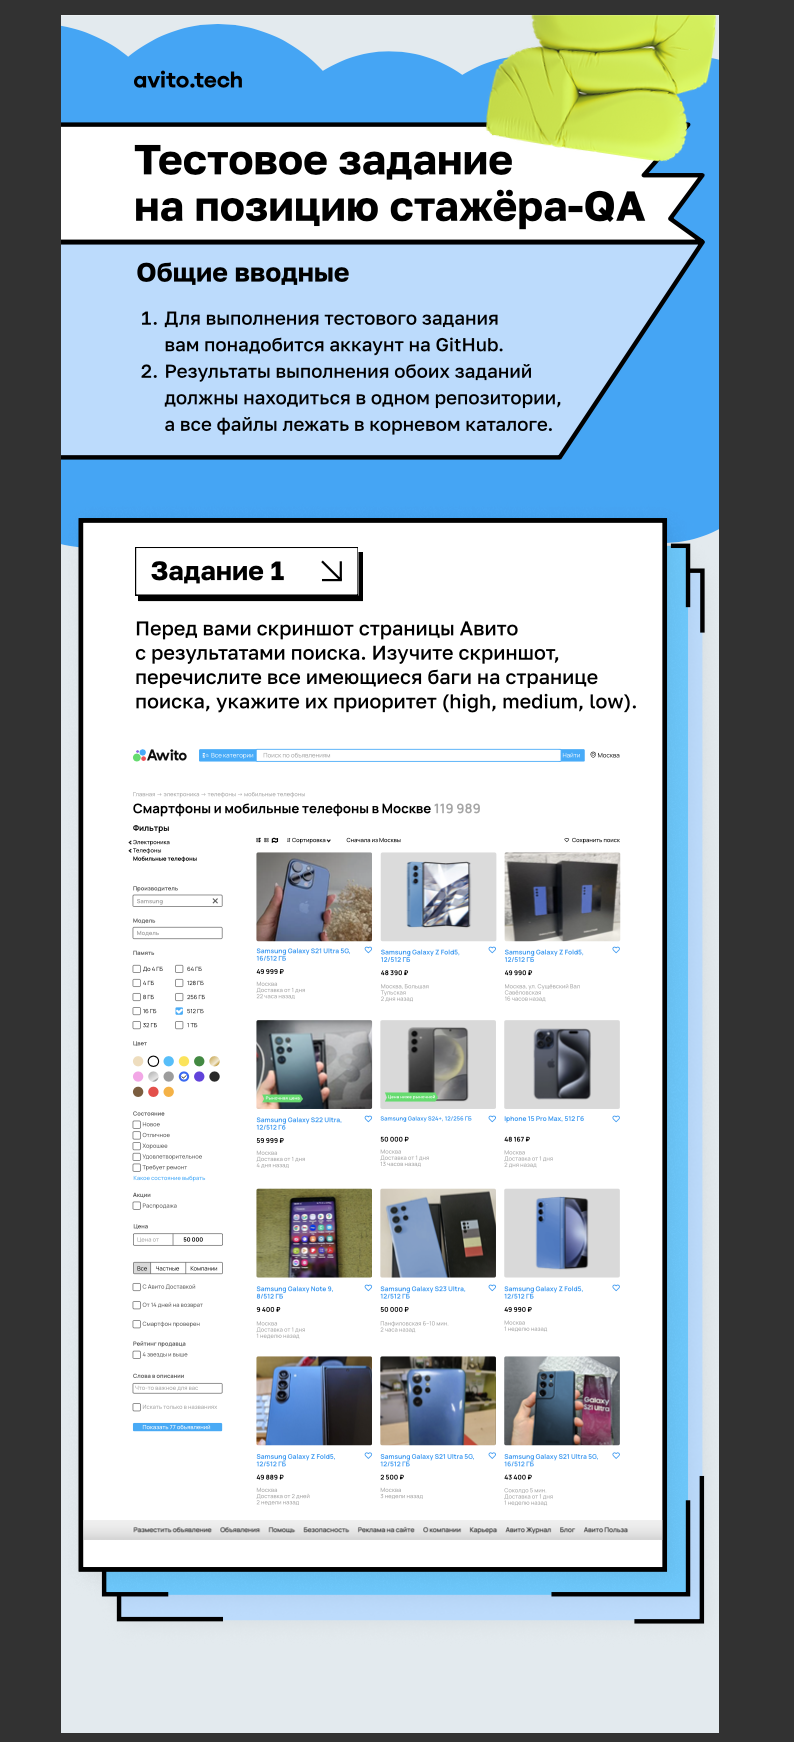 avito.tech
Тестовое задание
на позицию стажёра-QA
Общие вводные
1. Для выполнения тестового задания
вам понадобится аккаунт на GitHub.
2. Результаты выполнения обоих заданий
должны находиться в одном репозитории,
а все файлы лежать в корневом каталоге.
Задание 1
Перед вами скриншот страницы Авито
с результатами поиска. Изучите скриншот,
перечислите все имеющиеся баги на странице
поиска, укажите их приоритет (high, medium, low).
Avito
Все категории
Поиск по объявлениям
Найти
Москва
Главная → электроника → телефоны → мобильные телефоны
Смартфоны и мобильные телефоны в Москве 119 989
Фильтры
Электроника
Телефоны
Мобильные телефоны
Производитель
Samsung
Модель
Модель
Память
До 4 ГБ 64 ГБ
4 ГБ 128 ГБ
8 ГБ 256 ГБ
16 ГБ 512 ГБ
32 ГБ 1 ТБ
Цвет
Состояние
Новое
Отличное
Хорошее
Удовлетворительное
Требует ремонт
Какое состояние выбрать
Акции
Распродажа
Цена
Цена от 50 000
Все Частные Компании
С Авито Доставкой
От 14 дней на возврат
Смартфон проверен
Рейтинг продавца
4 звезды и выше
Слова в описании
Что-то важное для вас
Искать только в названиях
Показать 77 объявлений
Сортировка
Сначала из Москвы
Сохранить поиск
Samsung Galaxy S21 Ultra 5G,
16/512 ГБ
49 999 ₽
Москва
Доставка от 1 дня
22 часа назад
Samsung Galaxy Z Fold5,
12/512 ГБ
48 390 ₽
Москва, Большая
Тульская
2 дня назад
Samsung Galaxy Z Fold5,
12/512 ГБ
49 990 ₽
Москва, ул. Сущёвский Вал
Савёловская
16 часов назад
Рыночная цена
Samsung Galaxy S22 Ultra,
12/512 Гб
59 999 ₽
Москва
Доставка от 1 дня
4 дня назад
Цена ниже рыночной
Samsung Galaxy S24+, 12/256 ГБ
50 000 ₽
Москва
Доставка от 1 дня
13 часов назад
Iphone 15 Pro Max, 512 Гб
48 167 ₽
Москва
Доставка от 1 дня
2 дня назад
Samsung Galaxy Note 9,
8/512 ГБ
9 400 ₽
Москва
Доставка от 1 дня
1 неделю назад
Samsung Galaxy S23 Ultra,
12/512 ГБ
50 000 ₽
Панфиловская 6–10 мин.
2 часа назад
Samsung Galaxy Z Fold5,
12/512 ГБ
49 990 ₽
Москва
1 неделю назад
Samsung Galaxy Z Fold5,
12/512 ГБ
49 889 ₽
Москва
Доставка от 2 дней
2 недели назад
Samsung Galaxy S21 Ultra 5G,
12/512 ГБ
2 500 ₽
Москва
3 недели назад
Galaxy
S21 Ultra
Samsung Galaxy S21 Ultra 5G,
16/512 ГБ
43 400 ₽
5 мин.
Доставка от 1 дня
1 неделю назад
Разместить объявление Объявления Помощь Безопасность Реклама на сайте О компании Карьера Авито Журнал Блог Авито Польза